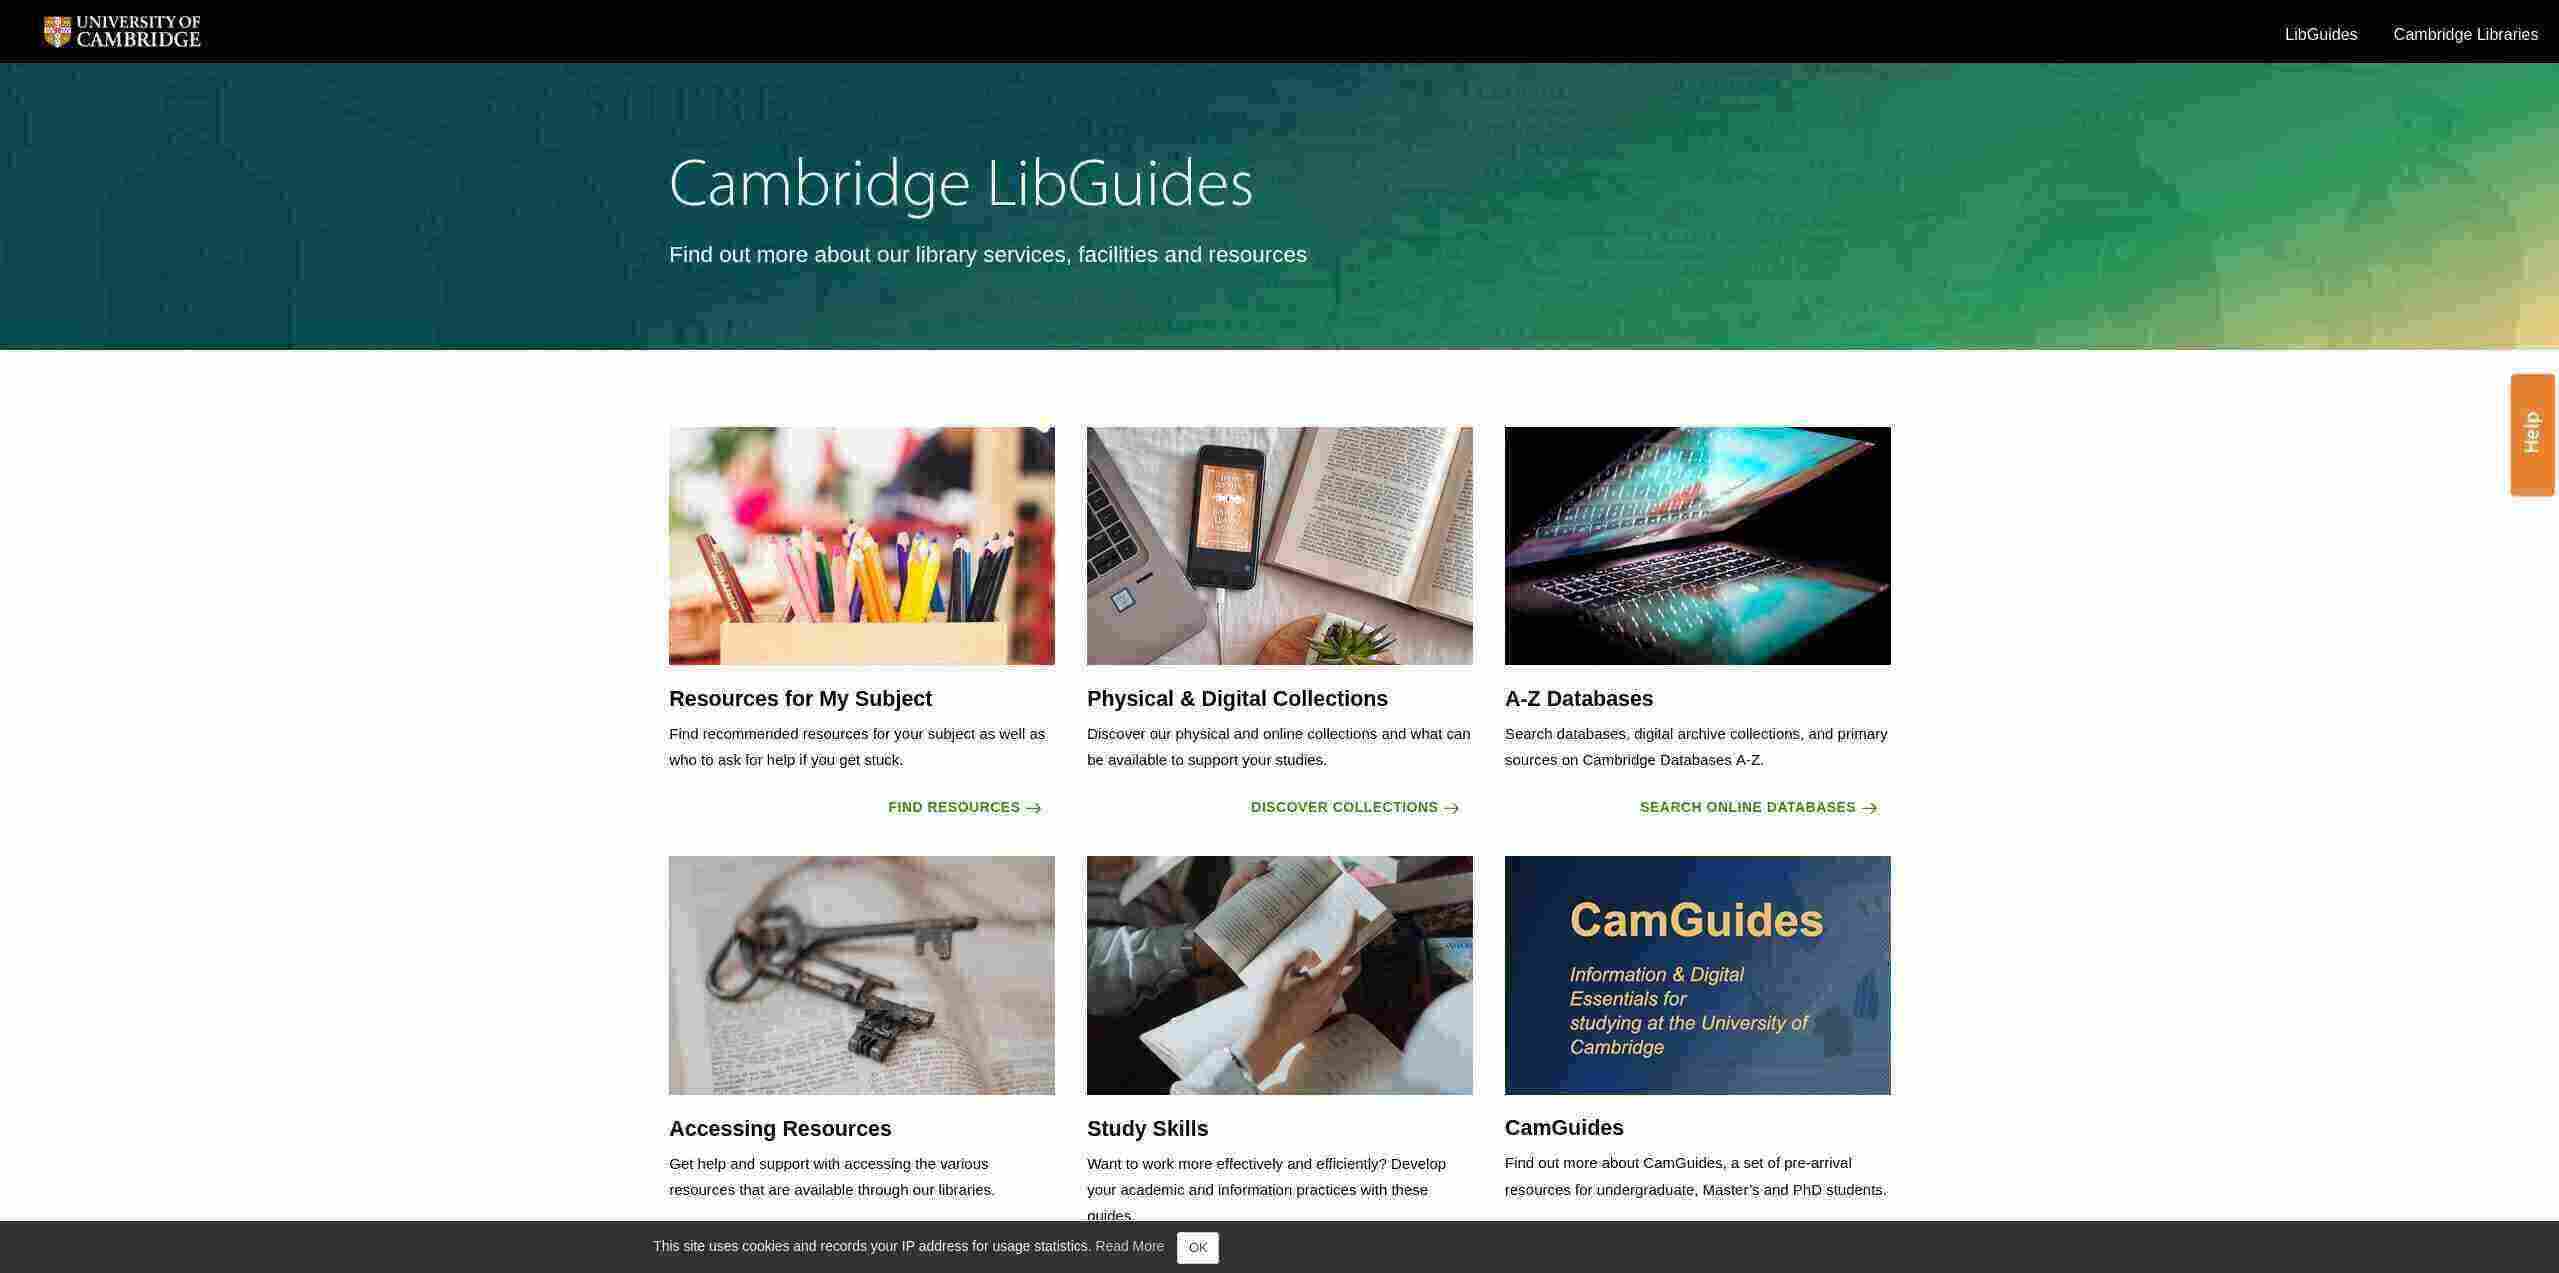 UNIVERSITY OF
CAMBRIDGE
LibGuides
Cambridge Libraries
Cambridge LibGuides
Find out more about our library services, facilities and resources
Help
Resources for My Subject
Find recommended resources for your subject as well as
who to ask for help if you get stuck.
FIND RESOURCES
Physical & Digital Collections
Discover our physical and online collections and what can
be available to support your studies.
DISCOVER COLLECTIONS
A-Z Databases
Search databases, digital archive collections, and primary
sources on Cambridge Databases A-Z.
SEARCH ONLINE DATABASES
CamGuides
Information & Digital
Essentials for
studying at the University of
Cambridge
Accessing Resources
Get help and support with accessing the various
resources that are available through our libraries.
Study Skills
Want to work more effectively and efficiently? Develop
your academic and information practices with these
guides.
CamGuides
Find out more about CamGuides, a set of pre-arrival
resources for undergraduate, Master's and PhD students.
This site uses cookies and records your IP address for usage statistics. Read More
OK